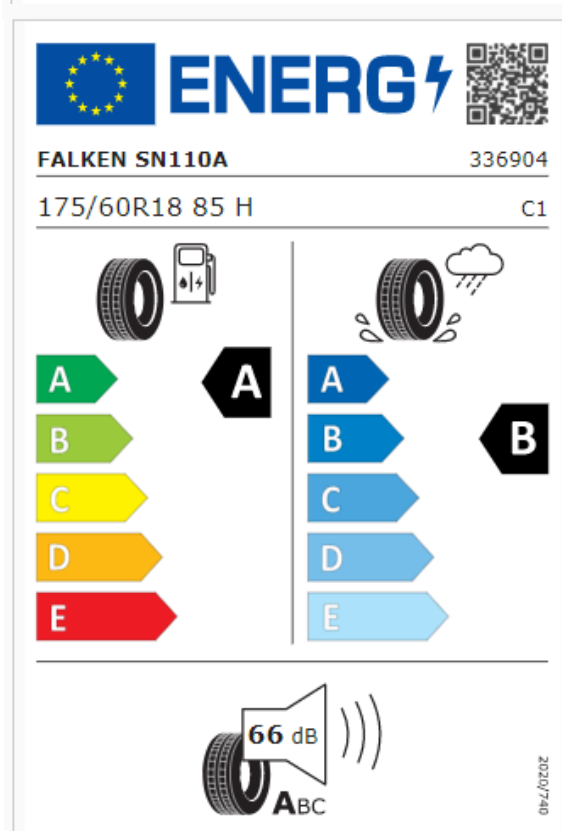 ENERG
FALKEN SN110A 336904
175/60R18 85 H C1
A A
B
C
D
E
A
B B
C
D
E
66 dB
ABC
2020/740